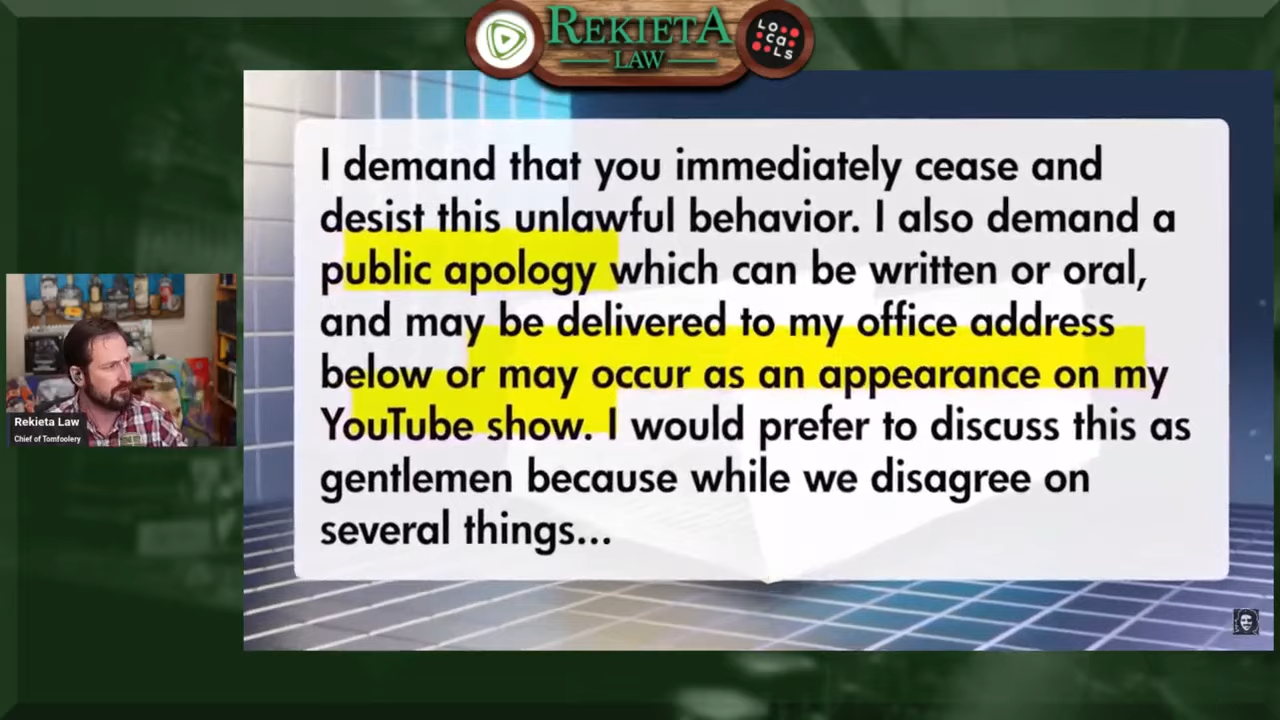 REKIETA
LAW
LOcaLs
I demand that you immediately cease and
desist this unlawful behavior. I also demand a
public apology which can be written or oral,
and may be delivered to my office address
below or may occur as an appearance on my
YouTube show. I would prefer to discuss this as
gentlemen because while we disagree on
several things...
Rekieta Law
Chief of Tomfoolery